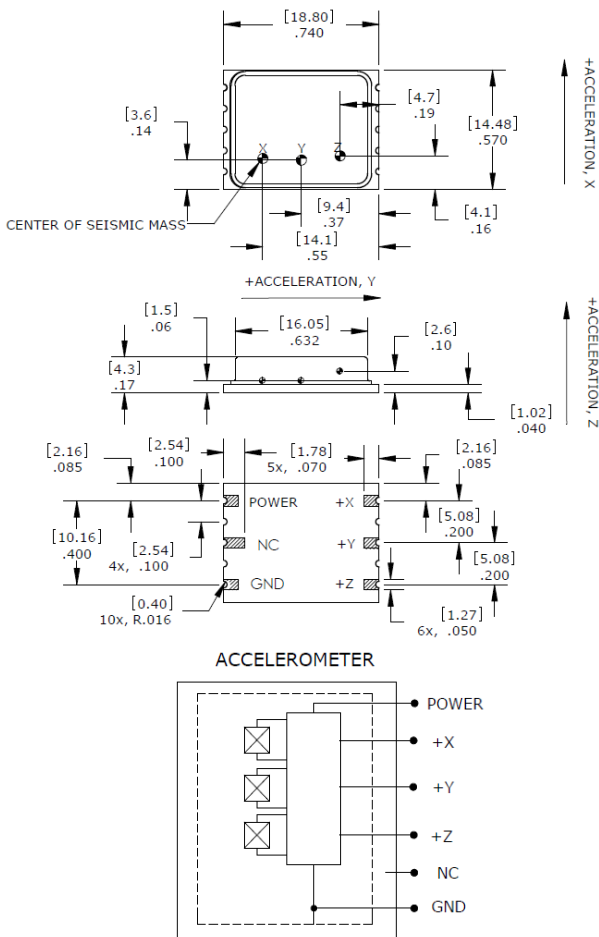 [18.80]
.740
[3.6]
.14
[4.7]
.19
[14.48]
.570
+ACCELERATION, X
X Y Z
CENTER OF SEISMIC MASS
[9.4]
.37
[4.1]
.16
[14.1]
.55
+ACCELERATION, Y
[1.5]
.06
[16.05]
.632
[2.6]
.10
+ACCELERATION, Z
[4.3]
.17
[1.02]
.040
[2.16]
.085
[2.54]
.100
[1.78]
5x, .070
[2.16]
.085
POWER +X
[10.16]
.400
[2.54]
4x, .100
NC +Y
[5.08]
.200
[5.08]
.200
GND +Z
[0.40]
10x, R.016
[1.27]
6x, .050
ACCELEROMETER
POWER
+X
+Y
+Z
NC
GND